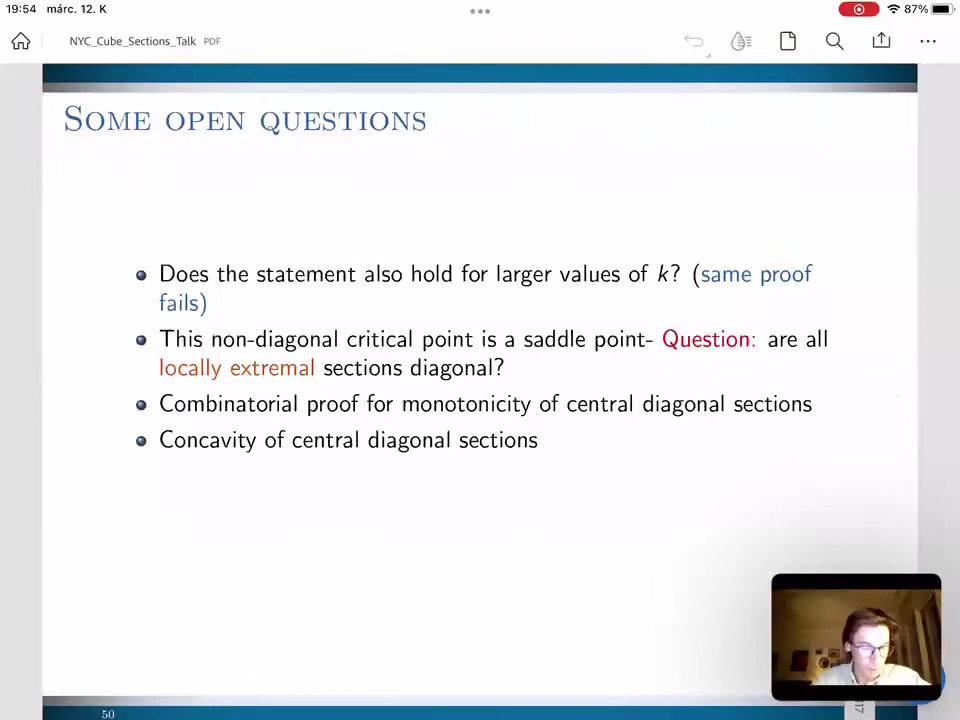 19:54 márc. 12. K
87%
NYC_Cube_Sections_Talk PDF
SOME OPEN QUESTIONS
Does the statement also hold for larger values of k? (same proof
fails)
This non-diagonal critical point is a saddle point- Question: are all
locally extremal sections diagonal?
Combinatorial proof for monotonicity of central diagonal sections
Concavity of central diagonal sections
50
17